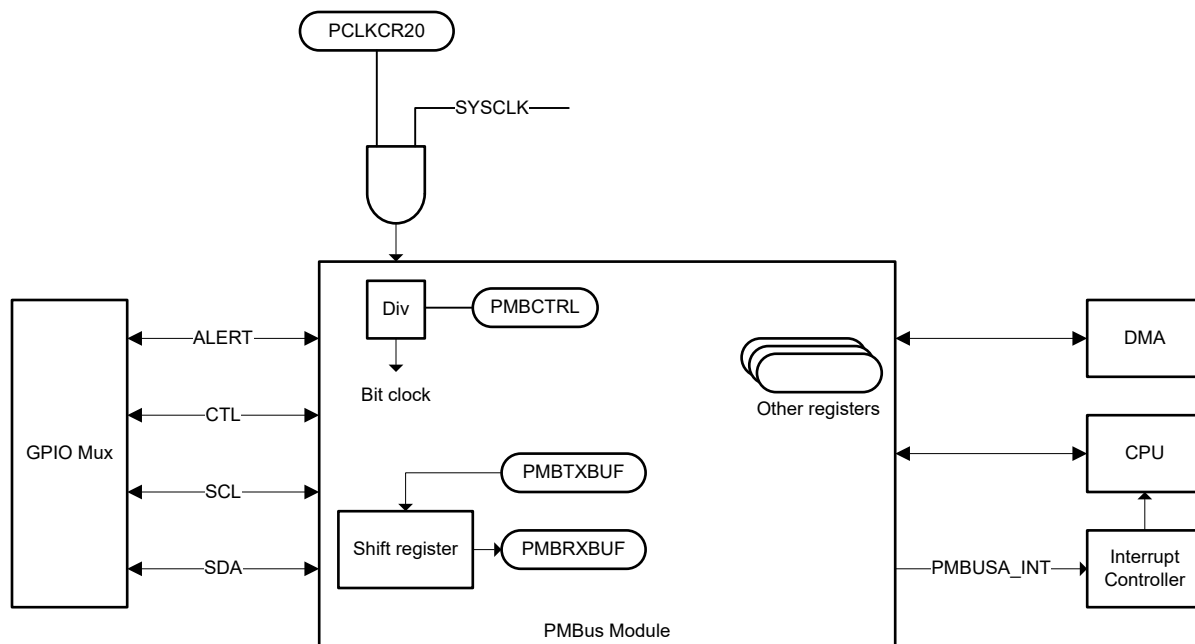 PCLKCR20
SYSCLK
Div
PMBCTRL
ALERT
DMA
Bit clock
Other registers
CTL
GPIO Mux
CPU
PMBTXBUF
SCL
Shift register
PMBRXBUF
SDA
PMBUSA_INT
Interrupt
Controller
PMBus Module